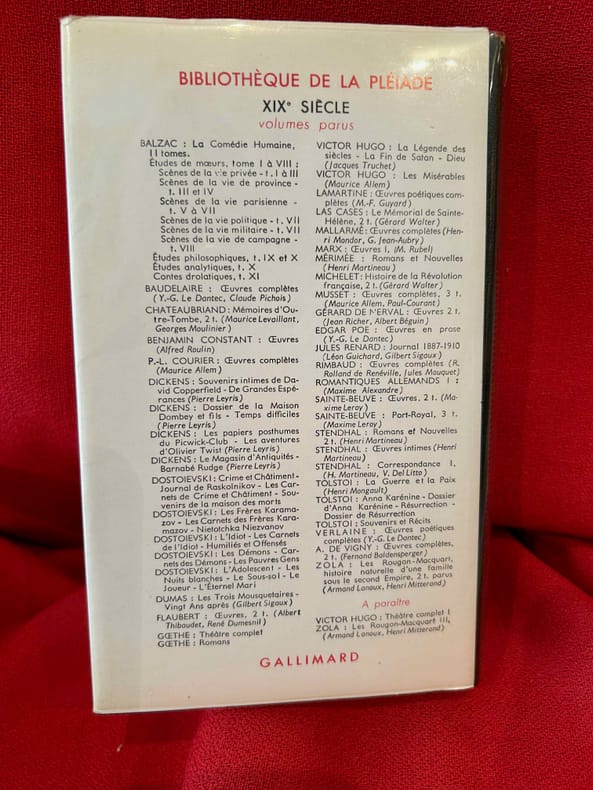 BIBLIOTHÈQUE DE LA PLÉIADE
XIXe SIÈCLE
volumes parus
BALZAC : La Comédie Humaine,
11 tomes.
Études de mœurs, tome I à VIII :
Scènes de la vie privée - t. I à III
Scènes de la vie de province -
t. III et IV
Scènes de la vie parisienne -
t. V à VII
Scènes de la vie politique - t. VII
Scènes de la vie militaire - t. VII
Scènes de la vie de campagne -
t. VIII
Études philosophiques, t. IX et X
Études analytiques, t. X
Contes drolatiques, t. XI
BAUDELAIRE : Œuvres complètes
(Y.-G. Le Dantec, Claude Pichois)
CHATEAUBRIAND : Mémoires d'Ou-
tre-Tombe, 2 t. (Maurice Levaillant,
Georges Moulinier)
BENJAMIN CONSTANT : Œuvres
(Alfred Roulin)
P.-L. COURIER : Œuvres complètes
(Maurice Allem)
DICKENS : Souvenirs intimes de Da-
vid Copperfield - De Grandes Espé-
rances (Pierre Leyris)
DICKENS : Dossier de la Maison
Dombey et fils - Temps difficiles
(Pierre Leyris)
DICKENS : Les papiers posthumes
du Picwick-Club - Les aventures
d'Olivier Twist (Pierre Leyris)
DICKENS : Le Magasin d'Antiquités -
Barnabé Rudge (Pierre Leyris)
DOSTOIEVSKI : Crime et Châtiment-
Journal de Raskolnikov - Les Car-
nets de Crime et Châtiment - Sou-
venirs de la maison des morts
DOSTOIEVSKI : Les Frères Karama-
zov - Les Carnets des Frères Kara-
mazov - Nietotchka Niezvanov
DOSTOIEVSKI : L'Idiot - Les Carnets
de l'Idiot - Humiliés et Offensés
DOSTOIEVSKI : Les Démons - Car-
nets des Démons - Les Pauvres Gens
DOSTOIEVSKI : L'Adolescent - Les
Nuits blanches - Le Sous-sol - Le
Joueur - L'Éternel Mari
DUMAS : Les Trois Mousquetaires -
Vingt Ans après (Gilbert Sigaux)
FLAUBERT : Œuvres, 2 t. (Albert
Thibaudet, René Dumesnil)
GŒTHE : Théâtre complet
GŒTHE : Romans
VICTOR HUGO : La Légende des
siècles - La Fin de Satan - Dieu
(Jacques Truchet)
VICTOR HUGO : Les Misérables
(Maurice Allem)
LAMARTINE : Œuvres poétiques com-
plètes (M.-F. Guyard)
LAS CASES : Le Mémorial de Sainte-
Hélène, 2 t. (Gérard Walter)
MALLARMÉ : Œuvres complètes (Hen-
ri Mondor, G. Jean-Aubry)
MARX : Œuvres I, (M. Rubel)
MÉRIMÉE : Romans et Nouvelles
(Henri Martineau)
MICHELET : Histoire de la Révolution
française, 2 t. (Gérard Walter)
MUSSET : Œuvres complètes, 3 t.
(Maurice Allem, Paul-Courant)
GÉRARD DE NERVAL : Œuvres 2 t.
(Jean Richer, Albert Béguin)
EDGAR POE : Œuvres en prose
(Y.-G. Le Dantec)
JULES RENARD : Journal 1887-1910
(Léon Guichard, Gilbert Sigaux)
RIMBAUD : Œuvres complètes (R.
Rolland de Renéville, Jules Mouquet)
ROMANTIQUES ALLEMANDS I :
(Maxime Alexandre)
SAINTE-BEUVE : Œuvres, 2 t. (Ma-
xime Leroy)
SAINTE-BEUVE : Port-Royal, 3 t.
(Maxime Leroy)
STENDHAL : Romans et Nouvelles
2 t. (Henri Martineau)
STENDHAL : Œuvres intimes (Henri
Martineau)
STENDHAL : Correspondance I,
(H. Martineau, V. Del Litto)
TOLSTOI : La Guerre et la Paix
(Henri Mongault)
TOLSTOI : Anna Karénine - Dossier
d'Anna Karénine - Résurrection -
Dossier de Résurrection
TOLSTOI : Souvenirs et Récits
VERLAINE : Œuvres poétiques
complètes (Y.-G. Le Dantec)
A. DE VIGNY : Œuvres complètes,
2 t. (Fernand Baldensperger)
ZOLA : Les Rougon-Macquart,
histoire naturelle d'une famille
sous le second Empire, 2 t. parus
(Armand Lanoux, Henri Mitterand)
A paraître
VICTOR HUGO : Théâtre complet I
ZOLA : Les Rougon-Macquart III,
(Armand Lanoux, Henri Mitterand)
GALLIMARD